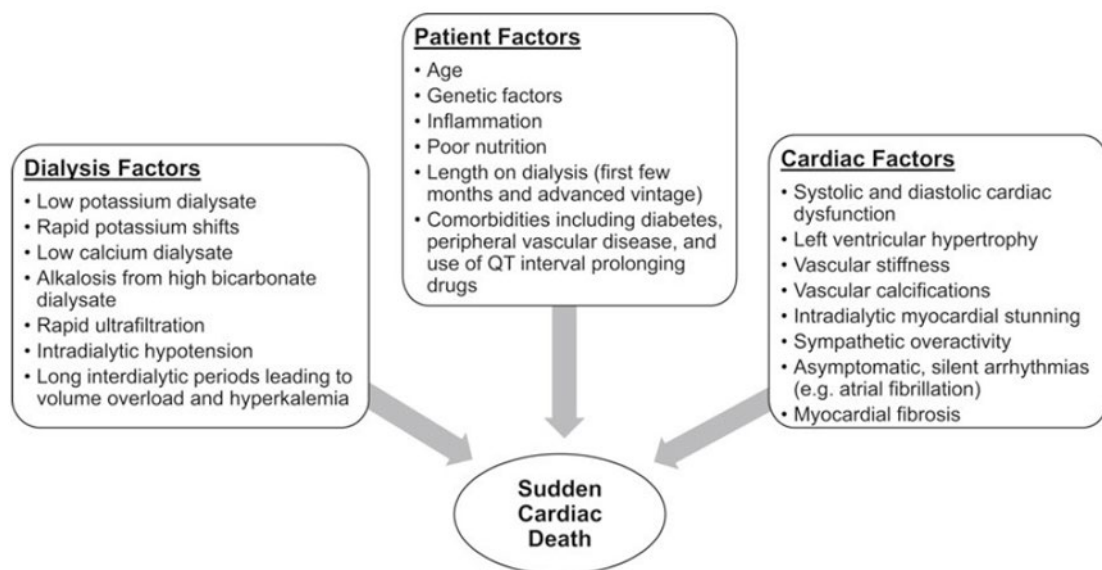 Patient Factors
• Age
• Genetic factors
• Inflammation
• Poor nutrition
• Length on dialysis (first few
months and advanced vintage)
• Comorbidities including diabetes,
peripheral vascular disease, and
use of QT interval prolonging
drugs
Dialysis Factors
• Low potassium dialysate
• Rapid potassium shifts
• Low calcium dialysate
• Alkalosis from high bicarbonate
dialysate
• Rapid ultrafiltration
• Intradialytic hypotension
• Long interdialytic periods leading to
volume overload and hyperkalemia
Cardiac Factors
• Systolic and diastolic cardiac
dysfunction
• Left ventricular hypertrophy
• Vascular stiffness
• Vascular calcifications
• Intradialytic myocardial stunning
• Sympathetic overactivity
• Asymptomatic, silent arrhythmias
(e.g. atrial fibrillation)
• Myocardial fibrosis
Sudden
Cardiac
Death